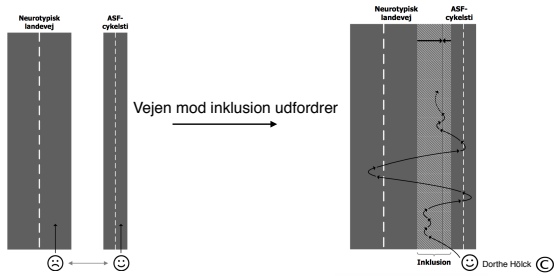 Neurotypisk
landevej
ASF-
cykelsti
Vejen mod inklusion udfordrer
Neurotypisk
landevej
ASF-
cykelsti
Inklusion
Dorthe Hölck ©